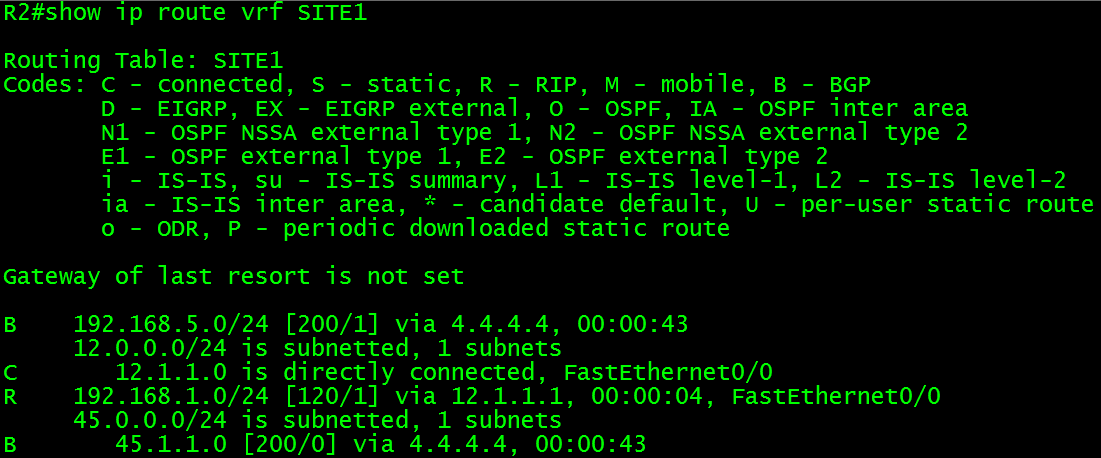 R2#show ip route vrf SITE1

Routing Table: SITE1
Codes: C - connected, S - static, R - RIP, M - mobile, B - BGP
       D - EIGRP, EX - EIGRP external, O - OSPF, IA - OSPF inter area
       N1 - OSPF NSSA external type 1, N2 - OSPF NSSA external type 2
       E1 - OSPF external type 1, E2 - OSPF external type 2
       i - IS-IS, su - IS-IS summary, L1 - IS-IS level-1, L2 - IS-IS level-2
       ia - IS-IS inter area, * - candidate default, U - per-user static route
       o - ODR, P - periodic downloaded static route

Gateway of last resort is not set

B    192.168.5.0/24 [200/1] via 4.4.4.4, 00:00:43
     12.0.0.0/24 is subnetted, 1 subnets
C       12.1.1.0 is directly connected, FastEthernet0/0
R    192.168.1.0/24 [120/1] via 12.1.1.1, 00:00:04, FastEthernet0/0
     45.0.0.0/24 is subnetted, 1 subnets
B       45.1.1.0 [200/0] via 4.4.4.4, 00:00:43